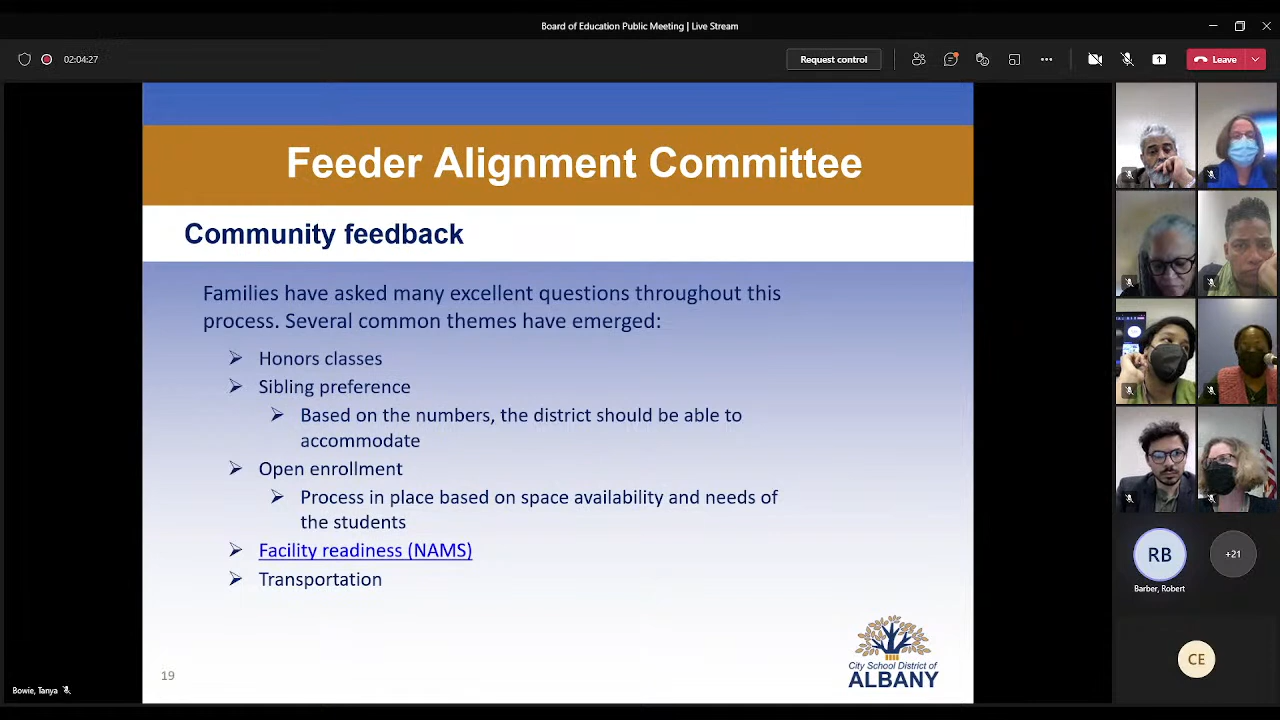 Board of Education Public Meeting | Live Stream
02:04:27
Request control
Leave
Feeder Alignment Committee
Community feedback
Families have asked many excellent questions throughout this
process. Several common themes have emerged:
Honors classes
Sibling preference
Based on the numbers, the district should be able to
accommodate
Open enrollment
Process in place based on space availability and needs of
the students
Facility readiness (NAMS)
Transportation
19
City School District of
ALBANY
RB
+21
Barber, Robert
CE
Bowie, Tanya